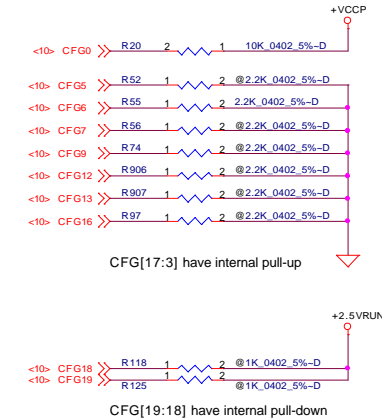 +VCCP
<10> CFG0 R20 2 1 10K_0402_5%~D
<10> CFG5 R52 1 2 @2.2K_0402_5%~D
<10> CFG6 R55 1 2 2.2K_0402_5%~D
<10> CFG7 R56 1 2 @2.2K_0402_5%~D
<10> CFG9 R74 1 2 @2.2K_0402_5%~D
<10> CFG12 R906 1 2 @2.2K_0402_5%~D
<10> CFG13 R907 1 2 @2.2K_0402_5%~D
<10> CFG16 R97 1 2 @2.2K_0402_5%~D
CFG[17:3] have internal pull-up
+2.5VRUN
<10> CFG18 R118 1 2 @1K_0402_5%~D
<10> CFG19 R125 1 2 @1K_0402_5%~D
CFG[19:18] have internal pull-down